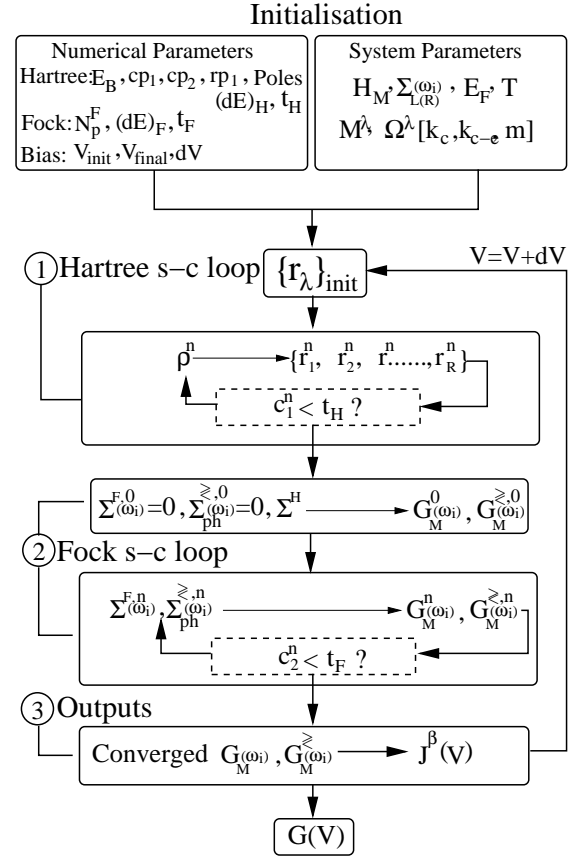 Initialisation
Numerical Parameters
Hartree: E_B, cp_1, cp_2, rp_1, Poles
(dE)_H, t_H
Fock: N_p^F, (dE)_F, t_F
Bias: V_init, V_final, dV
System Parameters
H_M, Σ_L(R)(ω_i), E_F, T
M^λ, Ω^λ [k_c, k_c−e, m]
V=V+dV
1 Hartree s−c loop
{r_λ}_init
ρ^n → {r_1^n, r_2^n, r^n......, r_R^n}
c_1^n < t_H ?
Σ^F,0(ω_i)=0, Σ_ph^≷,0(ω_i)=0, Σ^H → G_M^0(ω_i), G_M^≷,0(ω_i)
2 Fock s−c loop
Σ^F,n(ω_i), Σ_ph^≷,n(ω_i) → G_M^n(ω_i), G_M^≷,n(ω_i)
c_2^n < t_F ?
3 Outputs
Converged G_M(ω_i), G_M^≷(ω_i) → J^β(V)
G(V)